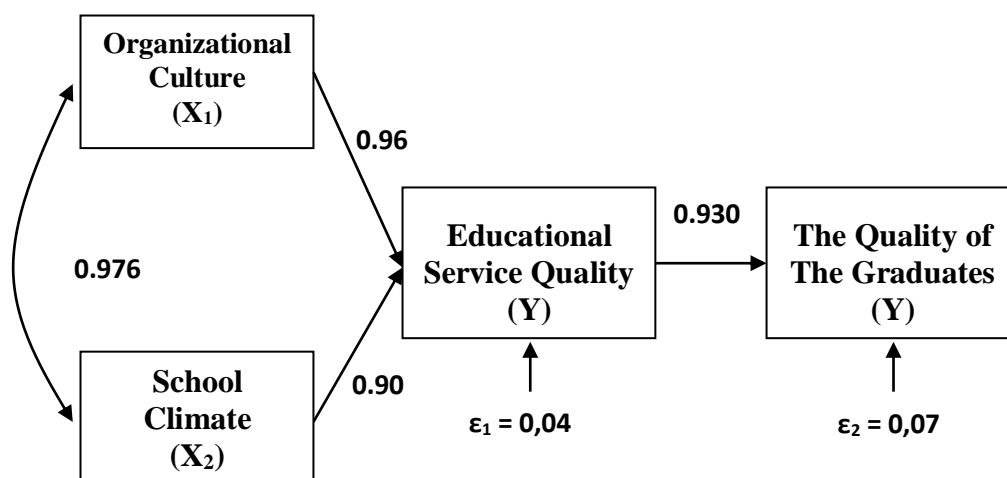 Organizational
Culture
(X₁)
0.96
0.976
Educational
Service Quality
(Y)
0.930
The Quality of
The Graduates
(Y)
School
Climate
(X₂)
0.90
ε₁ = 0,04
ε₂ = 0,07